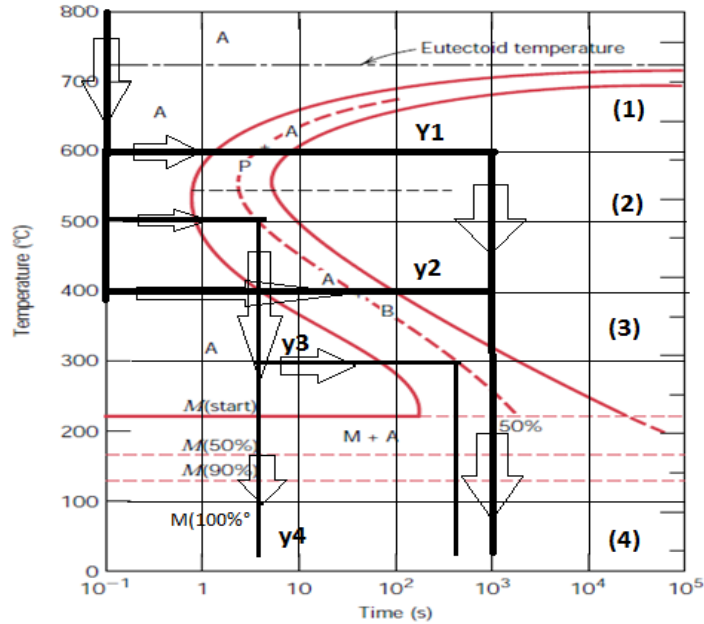 800
A
Eutectoid temperature
700
(1)
A
A
Y1
600
P
(2)
500
A
y2
400
B
(3)
A
y3
300
M(start)
M + A
200
50%
M(50%)
M(90%)
100
M(100%°
y4
(4)
0
10⁻¹ 1 10 10² 10³ 10⁴ 10⁵
Time (s)
Temperature (°C)